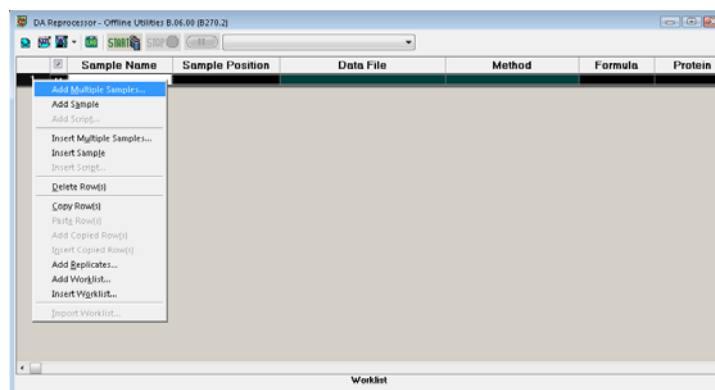 DA Reprocessor - Offline Utilities B.06.00 (B270.2)
START STOP
Sample Name Sample Position Data File Method Formula Protein
Add Multiple Samples...
Add Sample
Add Script...
Insert Multiple Samples...
Insert Sample
Insert Script...
Delete Row(s)
Copy Row(s)
Paste Row(s)
Add Copied Row(s)
Insert Copied Row(s)
Add Replicates...
Add Worklist...
Insert Worklist...
Import Worklist...
Worklist